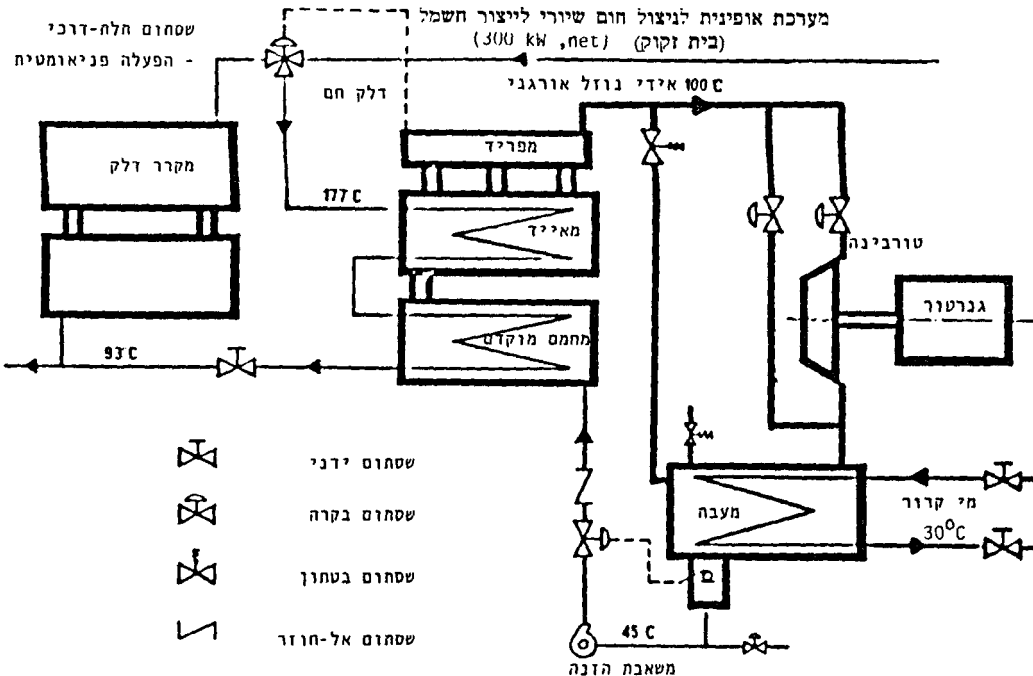 מערכת אופינית לניצול חום שיורי לייצור חשמל
(בית זקוק) (300 kW ,net)
שסתום תלת-דרכי
- הפעלה פניאומטית
דלק חם
אידי נוזל אורגני 100°C
מפריד
מקרר דלק
177°C
מאייד
טורבינה
גנרטור
מחמם מוקדם
93°C
שסתום ידני
שסתום בקרה
שסתום בטחון
שסתום אל-חוזר
מעבה
מי קרור
30°C
45 C
משאבת הזנה